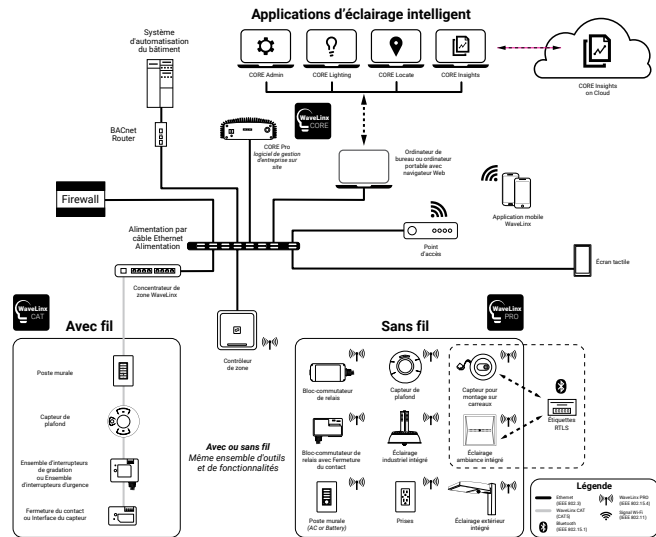 Applications d'éclairage intelligent
Système
d'automatisation
du bâtiment
CORE Admin
CORE Lighting
CORE Locate
CORE Insights
CORE Insights
on Cloud
BACnet
Router
WaveLinx
CORE
CORE Pro
logiciel de gestion
d'entreprise sur
site
Ordinateur de
bureau ou ordinateur
portable avec
navigateur Web
Firewall
Application mobile
WaveLinx
Alimentation par
câble Ethernet
Alimentation
Point
d'accès
Écran tactile
Concentrateur de
zone WaveLinx
WaveLinx
CAT
Avec fil
Contrôleur
de zone
Sans fil
WaveLinx
PRO
Poste murale
Capteur de
plafond
Ensemble d'interrupteurs
de gradation
ou Ensemble
d'interrupteurs d'urgence
Fermeture du contact
ou Interface du capteur
Avec ou sans fil
Même ensemble d'outils
et de fonctionnalités
Bloc-commutateur
de relais
Capteur de
plafond
Capteur pour
montage sur
carreaux
Étiquettes
RTLS
Bloc-commutateur de
relais avec Fermeture
du contact
Éclairage
industriel intégré
Éclairage
ambiance intégré
Poste murale
(AC or Battery)
Prises
Éclairage extérieur
intégré
Légende
Ethernet
(IEEE 802.3)
WaveLinx CAT
(CAT5)
Bluetooth
(IEEE 802.15.1)
WaveLinx PRO
(IEEE 802.15.4)
Signal Wi-Fi
(IEEE 802.11)